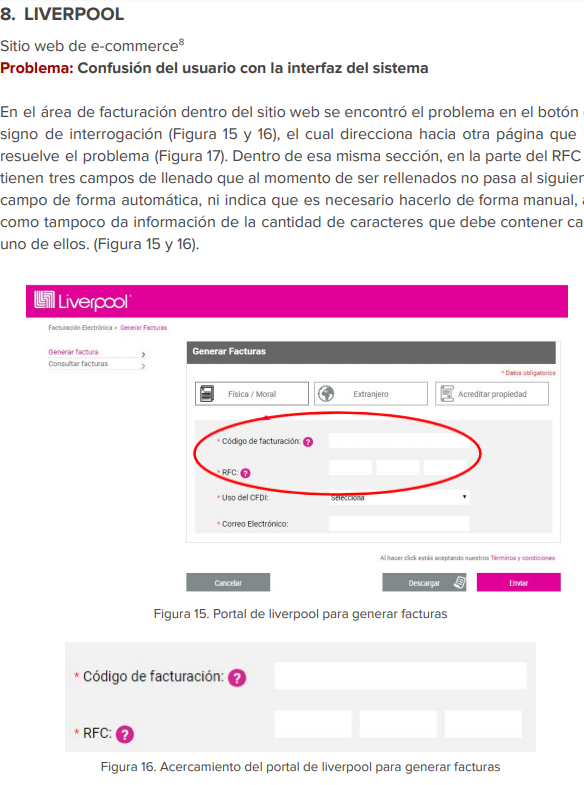 8. LIVERPOOL
Sitio web de e-commerce⁸
Problema: Confusión del usuario con la interfaz del sistema
En el área de facturación dentro del sitio web se encontró el problema en el botón
signo de interrogación (Figura 15 y 16), el cual direcciona hacia otra página que
resuelve el problema (Figura 17). Dentro de esa misma sección, en la parte del RFC
tienen tres campos de llenado que al momento de ser rellenados no pasa al siguien
campo de forma automática, ni indica que es necesario hacerlo de forma manual,
como tampoco da información de la cantidad de caracteres que debe contener ca
uno de ellos. (Figura 15 y 16).
Liverpool
Facturación Electrónica > Generar Facturas
Generar factura >
Consultar facturas >
Generar Facturas
* Datos obligatorios
Física / Moral
Extranjero
Acreditar propiedad
* Código de facturación: ?
* RFC: ?
* Uso del CFDI: Selecciona
* Correo Electrónico:
Al hacer click estás aceptando nuestros Términos y condiciones
Cancelar
Descargar
Enviar
Figura 15. Portal de liverpool para generar facturas
* Código de facturación: ?
* RFC: ?
Figura 16. Acercamiento del portal de liverpool para generar facturas